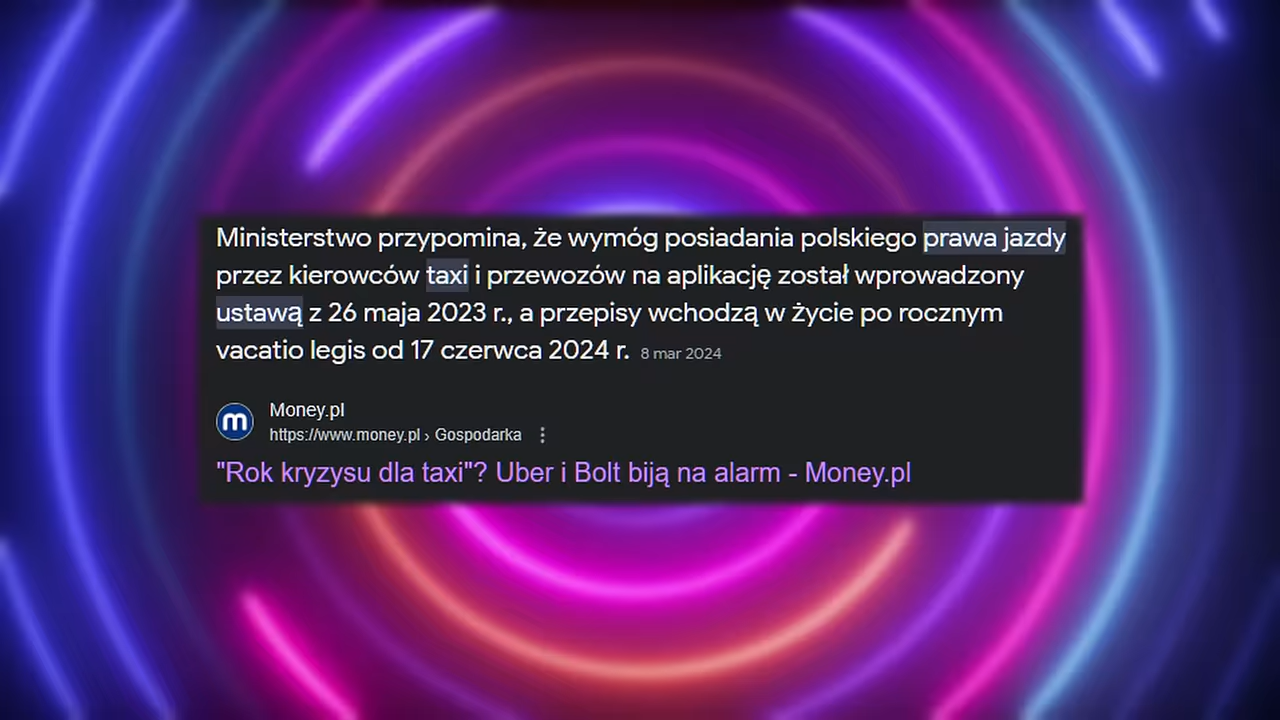 Ministerstwo przypomina, że wymóg posiadania polskiego prawa jazdy
przez kierowców taxi i przewozów na aplikację został wprowadzony
ustawą z 26 maja 2023 r., a przepisy wchodzą w życie po rocznym
vacatio legis od 17 czerwca 2024 r. 8 mar 2024
m
Money.pl
https://www.money.pl › Gospodarka
"Rok kryzysu dla taxi"? Uber i Bolt biją na alarm - Money.pl